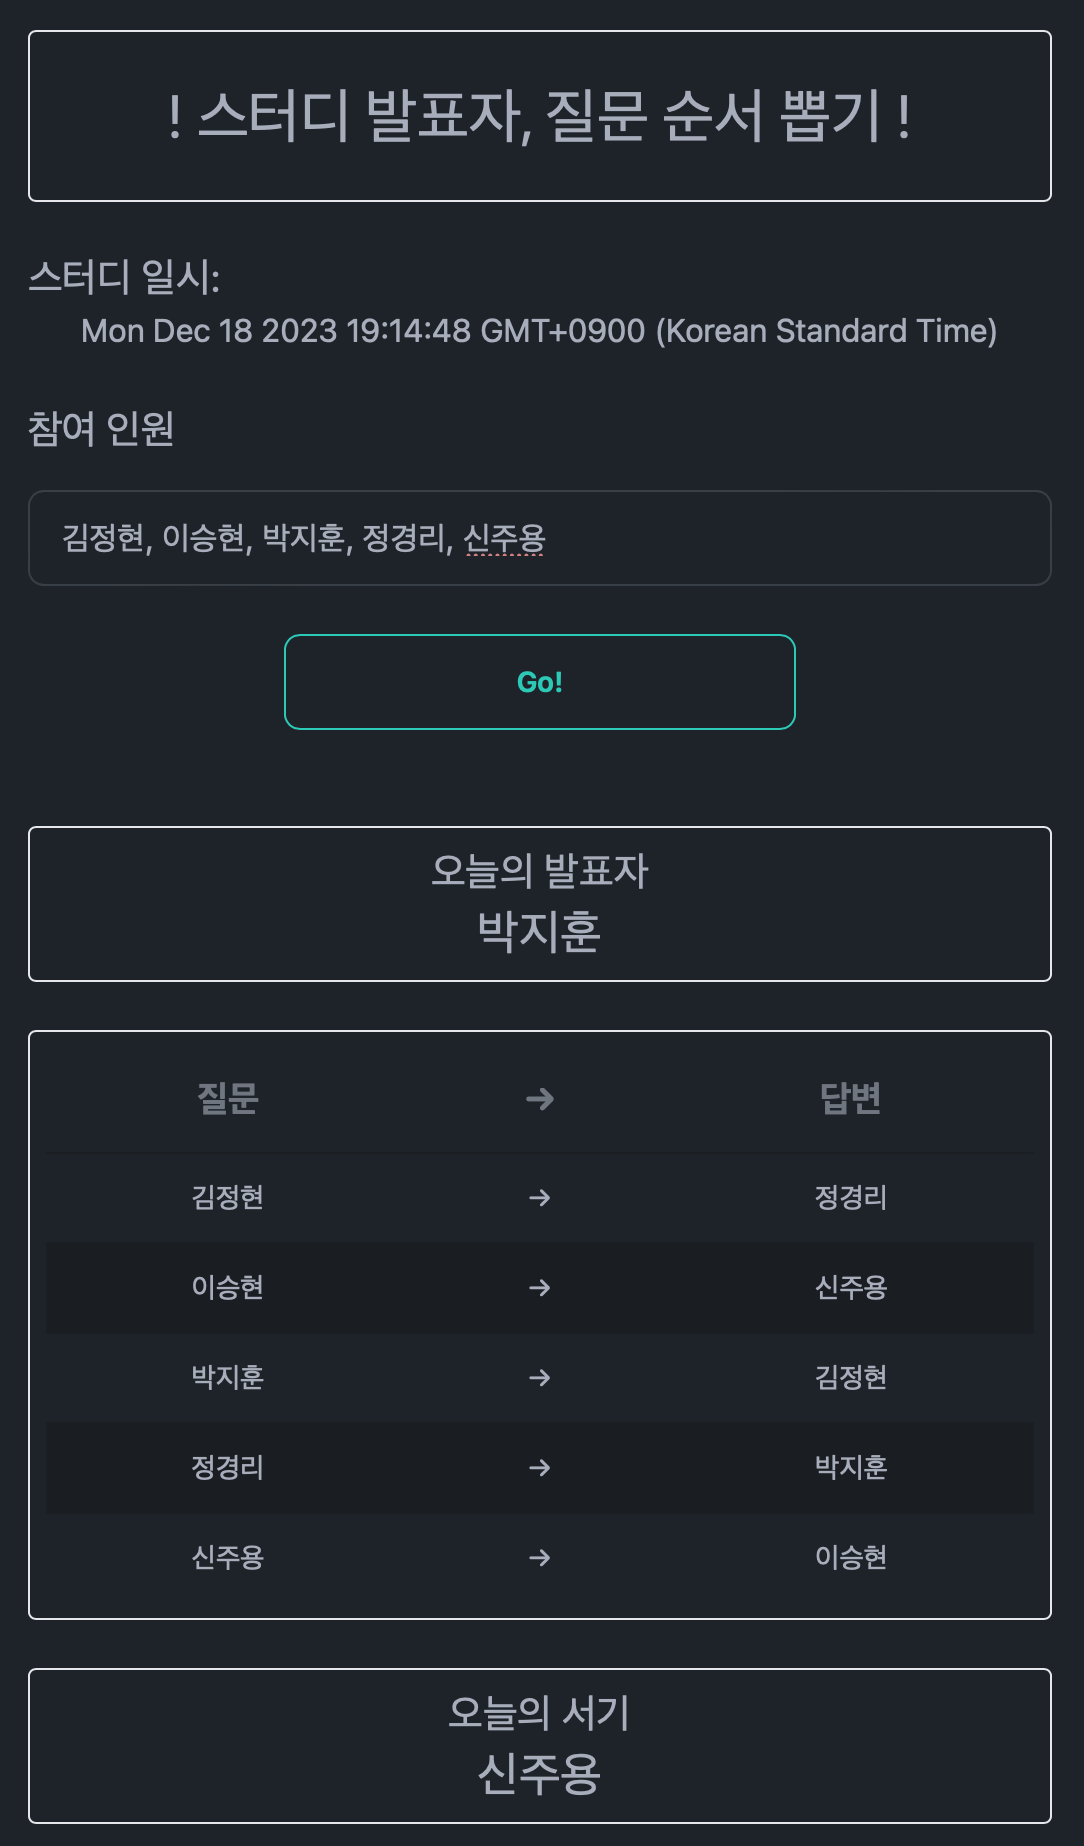 ! 스터디 발표자, 질문 순서 뽑기 !
스터디 일시:
Mon Dec 18 2023 19:14:48 GMT+0900 (Korean Standard Time)
참여 인원
김정현, 이승현, 박지훈, 정경리, 신주용
Go!
오늘의 발표자
박지훈
질문 → 답변
김정현 → 정경리
이승현 → 신주용
박지훈 → 김정현
정경리 → 박지훈
신주용 → 이승현
오늘의 서기
신주용